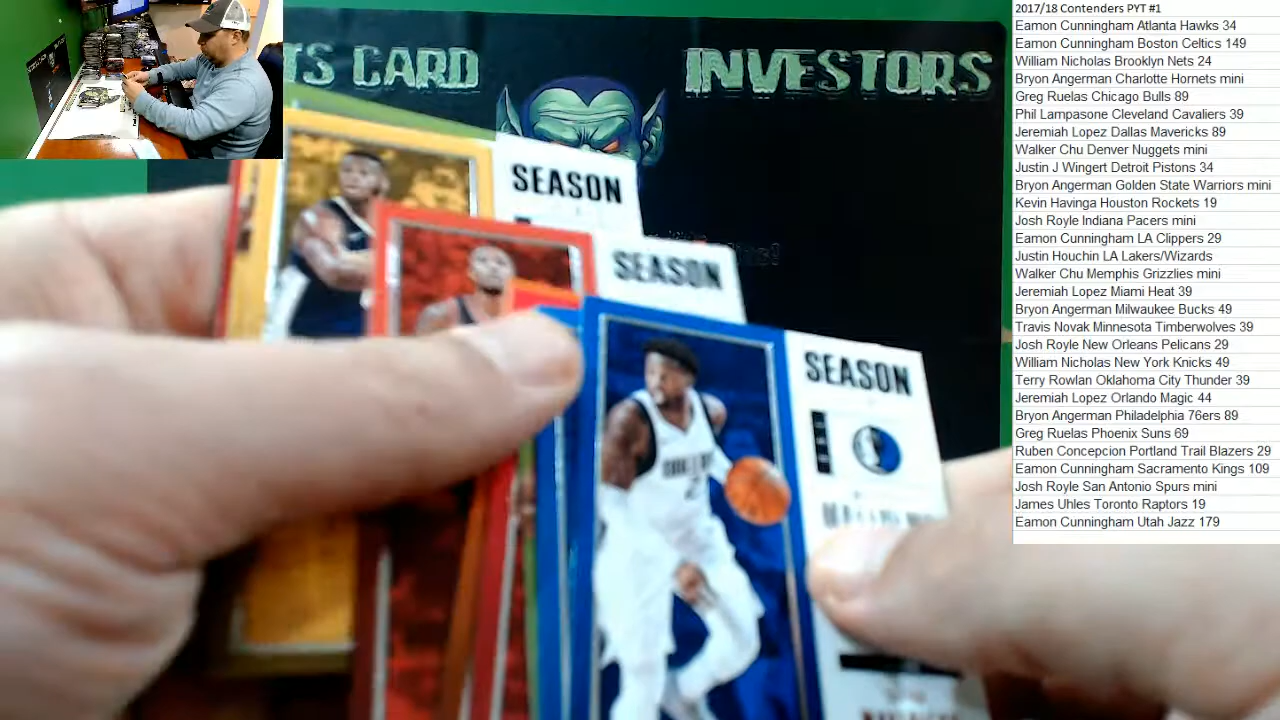 TS CARD INVESTORS
SEASON
SEASON
SEASON
2017/18 Contenders PYT #1
Eamon Cunningham Atlanta Hawks 34
Eamon Cunningham Boston Celtics 149
William Nicholas Brooklyn Nets 24
Bryon Angerman Charlotte Hornets mini
Greg Ruelas Chicago Bulls 89
Phil Lampasone Cleveland Cavaliers 39
Jeremiah Lopez Dallas Mavericks 89
Walker Chu Denver Nuggets mini
Justin J Wingert Detroit Pistons 34
Bryon Angerman Golden State Warriors mini
Kevin Havinga Houston Rockets 19
Josh Royle Indiana Pacers mini
Eamon Cunningham LA Clippers 29
Justin Houchin LA Lakers/Wizards
Walker Chu Memphis Grizzlies mini
Jeremiah Lopez Miami Heat 39
Bryon Angerman Milwaukee Bucks 49
Travis Novak Minnesota Timberwolves 39
Josh Royle New Orleans Pelicans 29
William Nicholas New York Knicks 49
Terry Rowlan Oklahoma City Thunder 39
Jeremiah Lopez Orlando Magic 44
Bryon Angerman Philadelphia 76ers 89
Greg Ruelas Phoenix Suns 69
Ruben Concepcion Portland Trail Blazers 29
Eamon Cunningham Sacramento Kings 109
Josh Royle San Antonio Spurs mini
James Uhles Toronto Raptors 19
Eamon Cunningham Utah Jazz 179